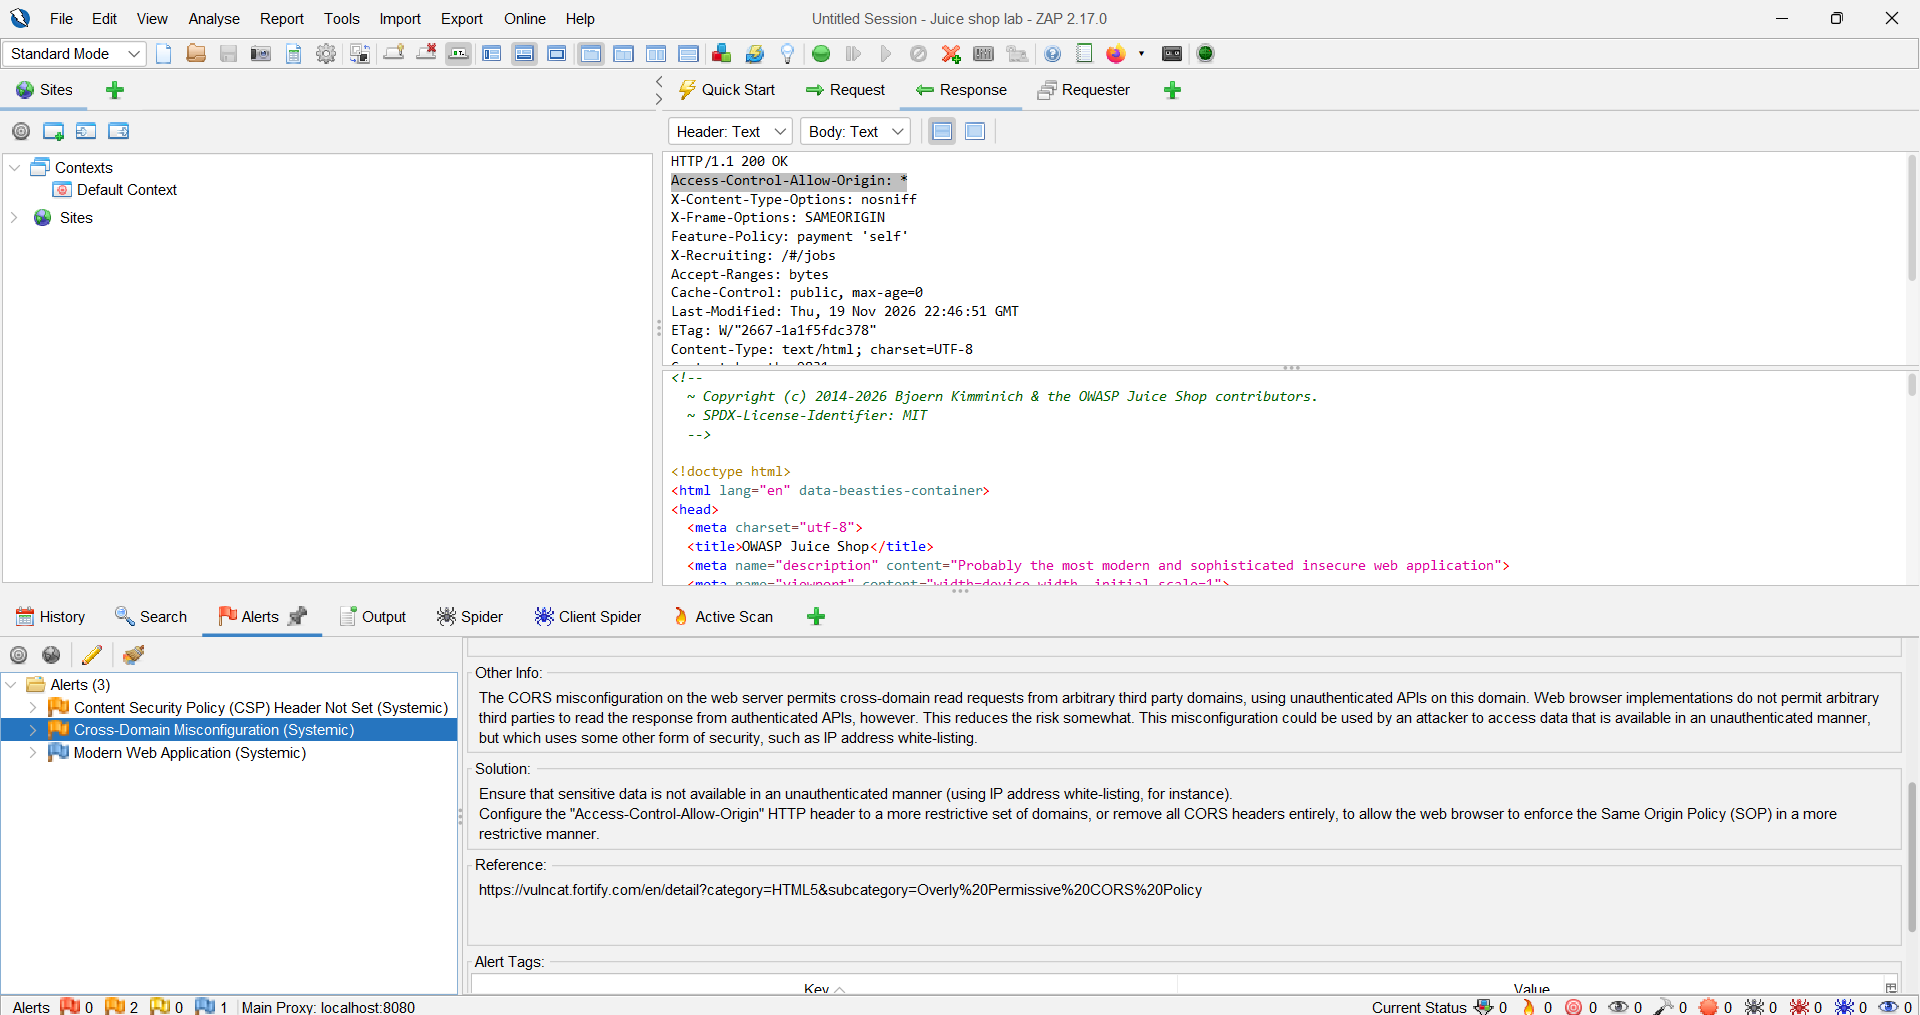 File Edit View Analyse Report Tools Import Export Online Help
Untitled Session - Juice shop lab - ZAP 2.17.0
Standard Mode
Sites
Quick Start Request Response Requester
Header: Text Body: Text
Contexts
Default Context
Sites
HTTP/1.1 200 OK
Access-Control-Allow-Origin: *
X-Content-Type-Options: nosniff
X-Frame-Options: SAMEORIGIN
Feature-Policy: payment 'self'
X-Recruiting: /#/jobs
Accept-Ranges: bytes
Cache-Control: public, max-age=0
Last-Modified: Thu, 19 Nov 2026 22:46:51 GMT
ETag: W/"2667-1a1f5fdc378"
Content-Type: text/html; charset=UTF-8
<!--
~ Copyright (c) 2014-2026 Bjoern Kimminich & the OWASP Juice Shop contributors.
~ SPDX-License-Identifier: MIT
-->
<!doctype html>
<html lang="en" data-beasties-container>
<head>
<meta charset="utf-8">
<title>OWASP Juice Shop</title>
<meta name="description" content="Probably the most modern and sophisticated insecure web application">
<meta name="viewport" content="width=device-width, initial-scale=1">
History Search Alerts Output Spider Client Spider Active Scan
Alerts (3)
Content Security Policy (CSP) Header Not Set (Systemic)
Cross-Domain Misconfiguration (Systemic)
Modern Web Application (Systemic)
Other Info:
The CORS misconfiguration on the web server permits cross-domain read requests from arbitrary third party domains, using unauthenticated APIs on this domain. Web browser implementations do not permit arbitrary
third parties to read the response from authenticated APIs, however. This reduces the risk somewhat. This misconfiguration could be used by an attacker to access data that is available in an unauthenticated manner,
but which uses some other form of security, such as IP address white-listing.
Solution:
Ensure that sensitive data is not available in an unauthenticated manner (using IP address white-listing, for instance).
Configure the "Access-Control-Allow-Origin" HTTP header to a more restrictive set of domains, or remove all CORS headers entirely, to allow the web browser to enforce the Same Origin Policy (SOP) in a more
restrictive manner.
Reference:
https://vulncat.fortify.com/en/detail?category=HTML5&subcategory=Overly%20Permissive%20CORS%20Policy
Alert Tags:
Key Value
Alerts 0 2 0 1 Main Proxy: localhost:8080
Current Status 0 0 0 0 0 0 0 0 0 0